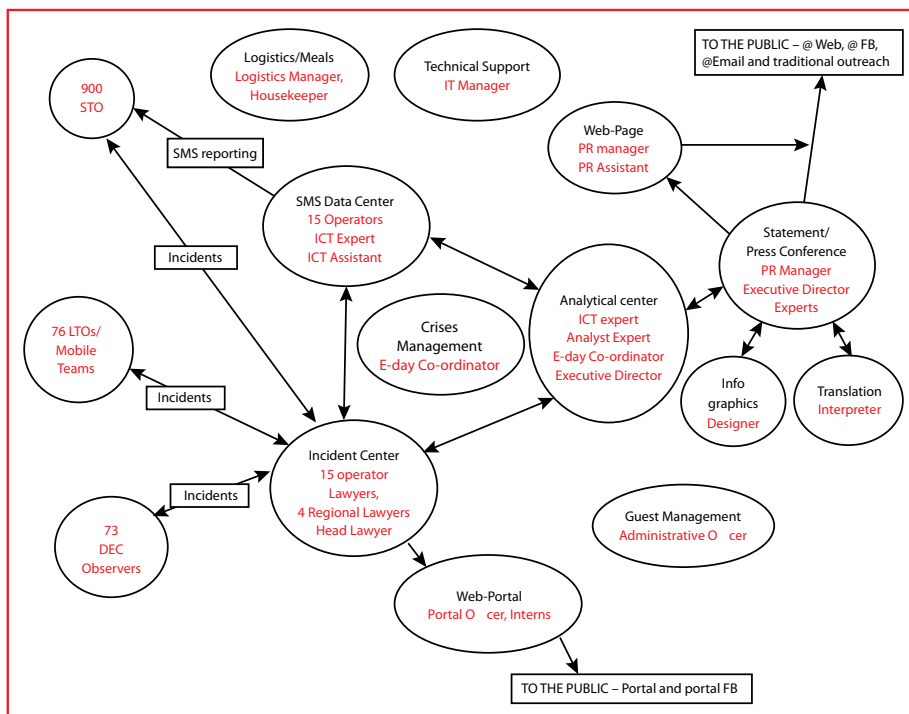 TO THE PUBLIC – @ Web, @ FB,
@Email and traditional outreach
Logistics/Meals
Logistics Manager,
Housekeeper
Technical Support
IT Manager
900
STO
SMS reporting
Web-Page
PR manager
PR Assistant
SMS Data Center
15 Operators
ICT Expert
ICT Assistant
Statement/
Press Conference
PR Manager
Executive Director
Experts
Incidents
Analytical center
ICT expert
Analyst Expert
E-day Co-ordinator
Executive Director
Crises
Management
E-day Co-ordinator
76 LTOs/
Mobile
Teams
Incidents
Info
graphics
Designer
Translation
Interpreter
Incident Center
15 operator
Lawyers,
4 Regional Lawyers
Head Lawyer
Incidents
73
DEC
Observers
Guest Management
Administrative O cer
Web-Portal
Portal O cer, Interns
TO THE PUBLIC – Portal and portal FB